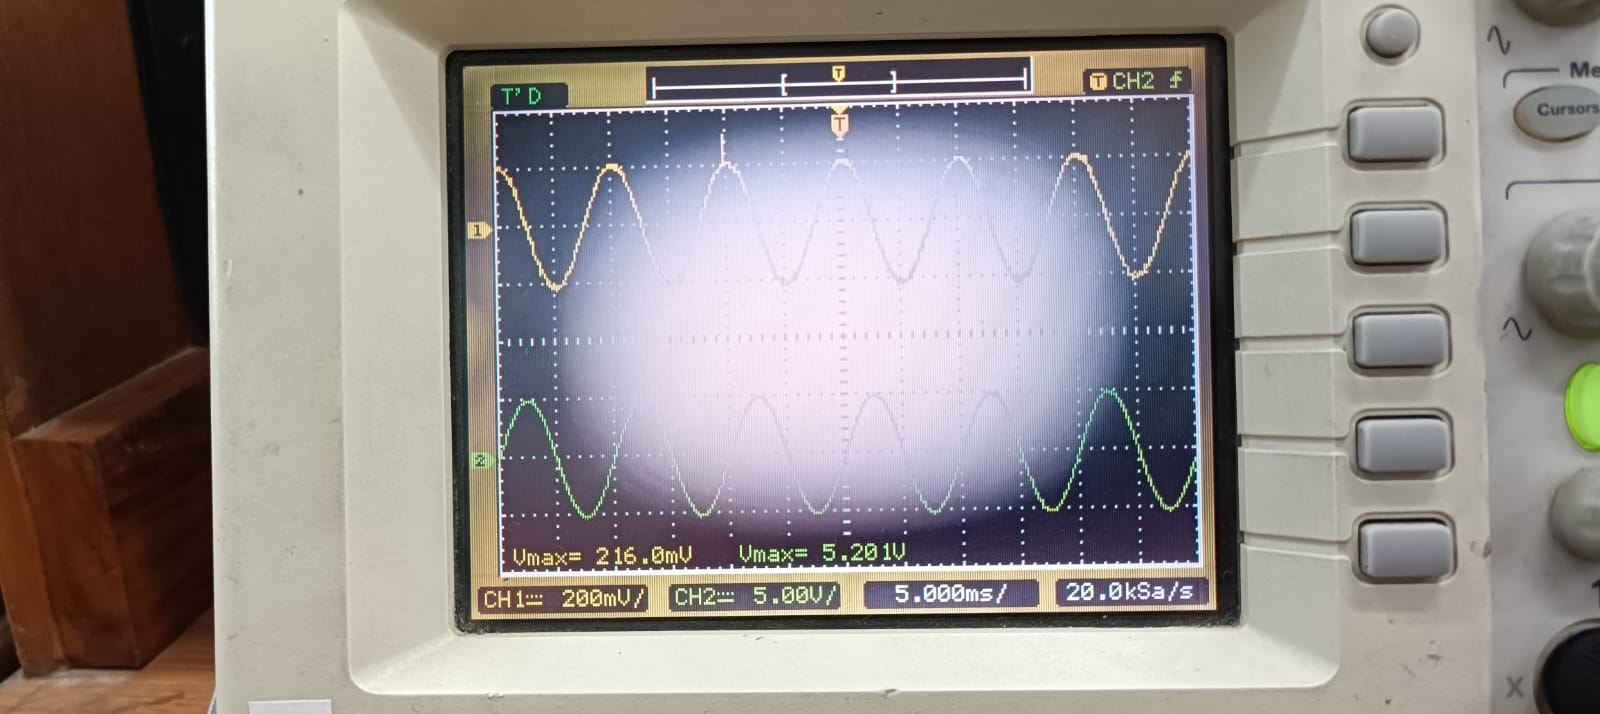 T'D
T
T CH2
T
1
2
Vmax= 216.0mV Vmax= 5.201V
CH1 200mV/ CH2 5.00V/ 5.000ms/ 20.0kSa/s
Me
Cursors
X